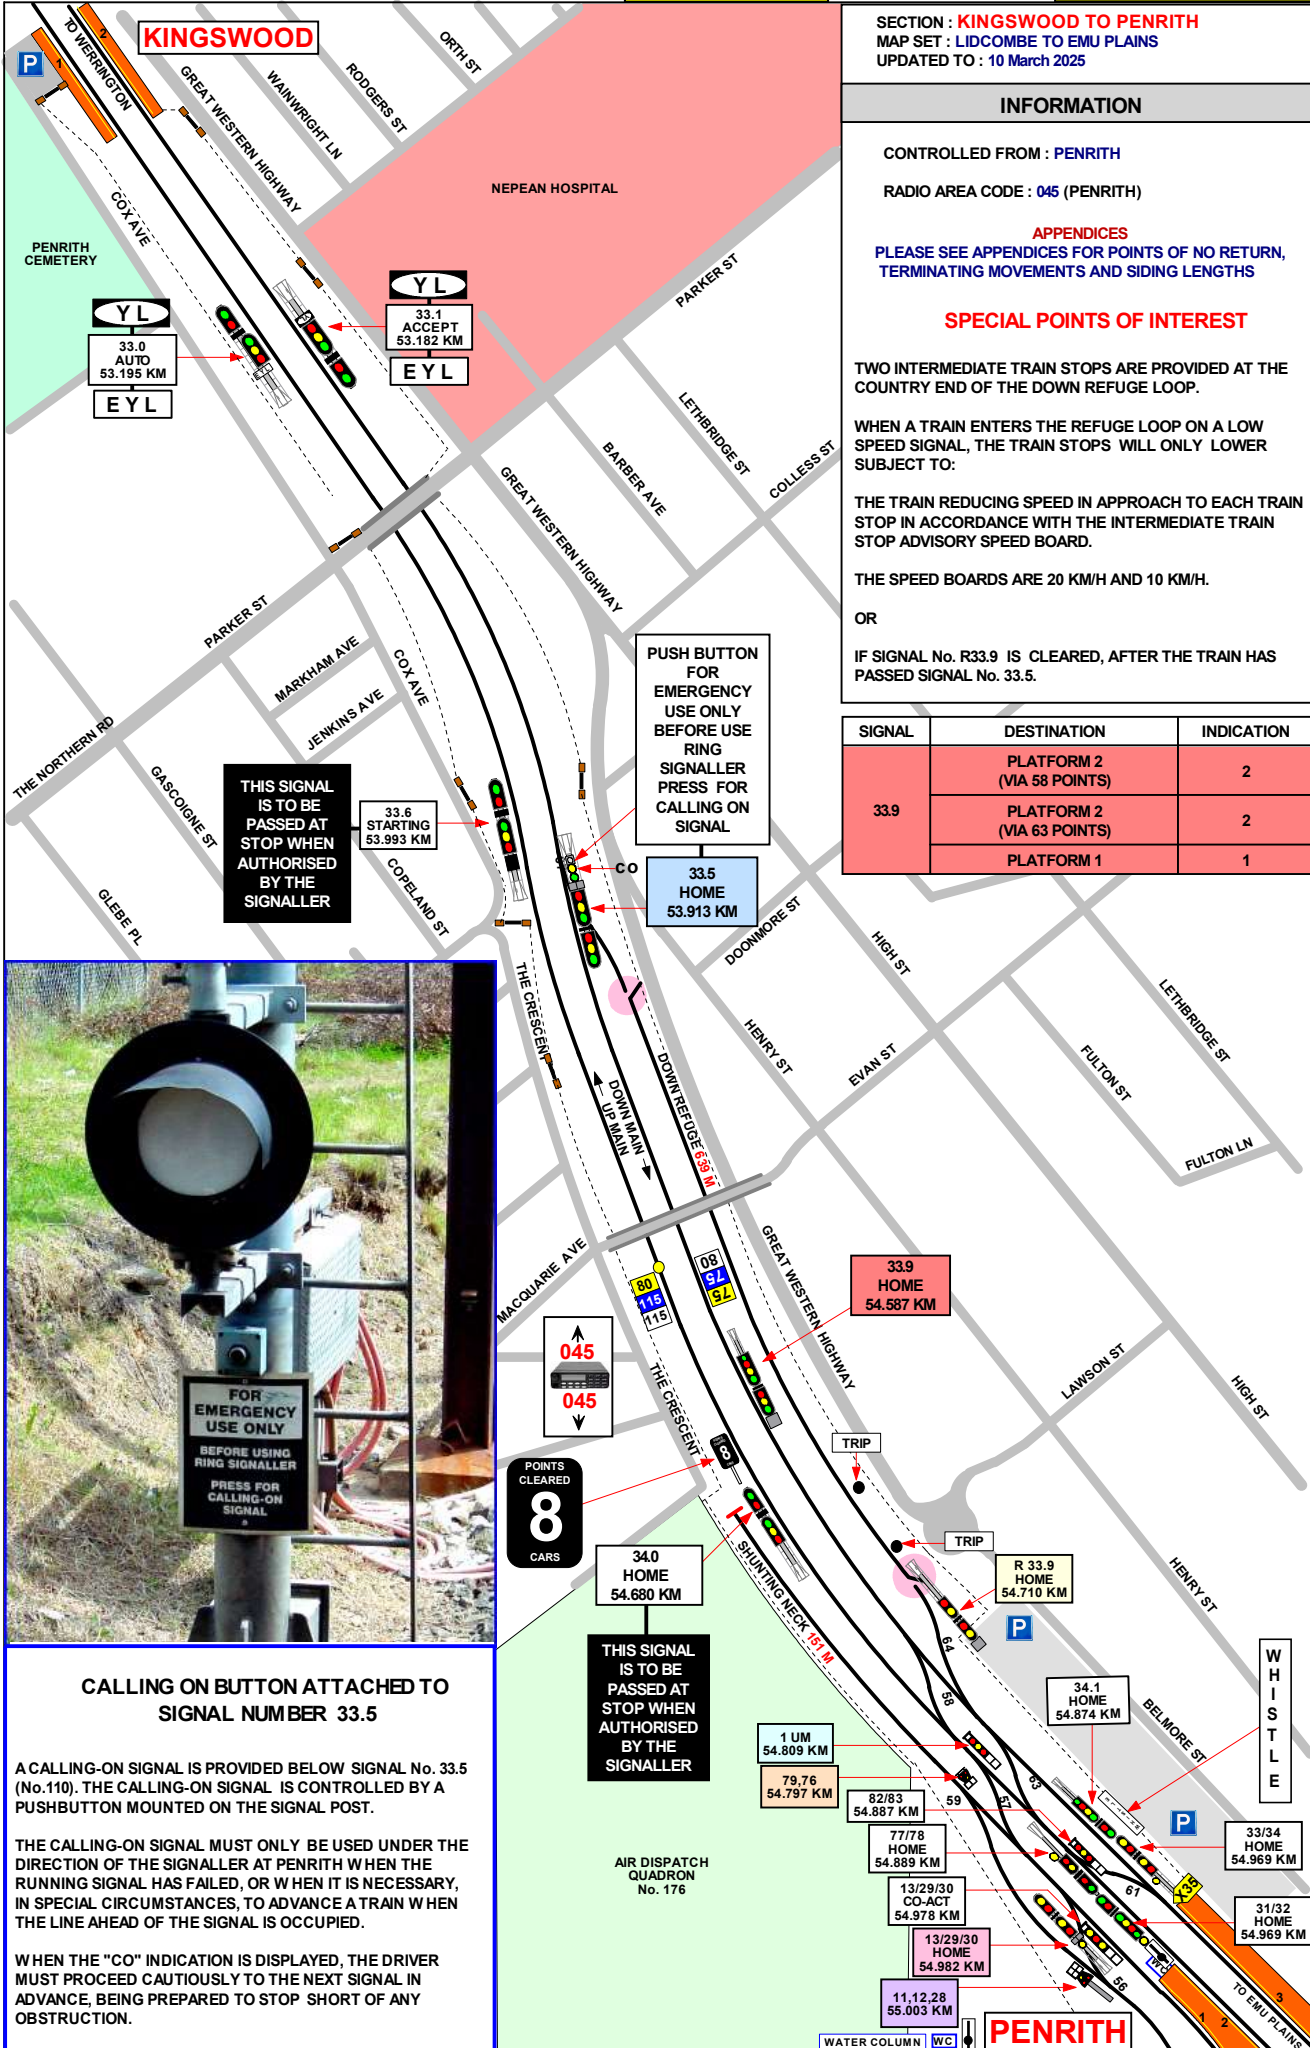 KINGSWOOD
SECTION : KINGSWOOD TO PENRITH
MAP SET : LIDCOMBE TO EMU PLAINS
UPDATED TO : 10 March 2025
INFORMATION
CONTROLLED FROM : PENRITH
RADIO AREA CODE : 045 (PENRITH)
APPENDICES
PLEASE SEE APPENDICES FOR POINTS OF NO RETURN,
TERMINATING MOVEMENTS AND SIDING LENGTHS
SPECIAL POINTS OF INTEREST
TWO INTERMEDIATE TRAIN STOPS ARE PROVIDED AT THE
COUNTRY END OF THE DOWN REFUGE LOOP.
WHEN A TRAIN ENTERS THE REFUGE LOOP ON A LOW
SPEED SIGNAL, THE TRAIN STOPS WILL ONLY LOWER
SUBJECT TO:
THE TRAIN REDUCING SPEED IN APPROACH TO EACH TRAIN
STOP IN ACCORDANCE WITH THE INTERMEDIATE TRAIN
STOP ADVISORY SPEED BOARD.
THE SPEED BOARDS ARE 20 KM/H AND 10 KM/H.
OR
IF SIGNAL No. R33.9 IS CLEARED, AFTER THE TRAIN HAS
PASSED SIGNAL No. 33.5.
SIGNAL DESTINATION INDICATION
33.9
PLATFORM 2
(VIA 58 POINTS)
2
PLATFORM 2
(VIA 63 POINTS)
2
PLATFORM 1 1
P
1
2
TO WERRINGTON
GREAT WESTERN HIGHWAY
WAINWRIGHT LN
RODGERS ST
ORTH ST
NEPEAN HOSPITAL
PARKER ST
COX AVE
PENRITH
CEMETERY
YL
33.0
AUTO
53.195 KM
EYL
YL
33.1
ACCEPT
53.182 KM
EYL
LETHBRIDGE ST
BARBER AVE
COLLESS ST
GREAT WESTERN HIGHWAY
PARKER ST
THE NORTHERN RD
MARKHAM AVE
JENKINS AVE
COX AVE
GASCOIGNE ST
GLEBE PL
COPELAND ST
THIS SIGNAL
IS TO BE
PASSED AT
STOP WHEN
AUTHORISED
BY THE
SIGNALLER
33.6
STARTING
53.993 KM
PUSH BUTTON
FOR
EMERGENCY
USE ONLY
BEFORE USE
RING
SIGNALLER
PRESS FOR
CALLING ON
SIGNAL
CO
33.5
HOME
53.913 KM
DOONMORE ST
HIGH ST
HENRY ST
EVAN ST
LETHBRIDGE ST
FULTON ST
FULTON LN
THE CRESCENT
DOWN MAIN
UP MAIN
DOWN REFUGE 639 M
MACQUARIE AVE
80
115
115
80
75
75
GREAT WESTERN HIGHWAY
33.9
HOME
54.587 KM
045
045
THE CRESCENT
LAWSON ST
HIGH ST
TRIP
TRIP
POINTS
CLEARED
8
CARS
8
34.0
HOME
54.680 KM
THIS SIGNAL
IS TO BE
PASSED AT
STOP WHEN
AUTHORISED
BY THE
SIGNALLER
SHUNTING NECK 151 M
R 33.9
HOME
54.710 KM
P
HENRY ST
BELMORE ST
WHISTLE
64
58
63
57
59
61
56
34.1
HOME
54.874 KM
1 UM
54.809 KM
79,76
54.797 KM
82/83
54.887 KM
77/78
HOME
54.889 KM
13/29/30
CO-ACT
54.978 KM
13/29/30
HOME
54.982 KM
11,12,28
55.003 KM
P
33/34
HOME
54.969 KM
X35
31/32
HOME
54.969 KM
AIR DISPATCH
QUADRON
No. 176
WC
1
2
3
TO EMU PLAINS
WATER COLUMN WC
PENRITH
FOR
EMERGENCY
USE ONLY
BEFORE USING
RING SIGNALLER
PRESS FOR
CALLING-ON
SIGNAL
CALLING ON BUTTON ATTACHED TO
SIGNAL NUMBER 33.5
A CALLING-ON SIGNAL IS PROVIDED BELOW SIGNAL No. 33.5
(No.110). THE CALLING-ON SIGNAL IS CONTROLLED BY A
PUSHBUTTON MOUNTED ON THE SIGNAL POST.
THE CALLING-ON SIGNAL MUST ONLY BE USED UNDER THE
DIRECTION OF THE SIGNALLER AT PENRITH WHEN THE
RUNNING SIGNAL HAS FAILED, OR WHEN IT IS NECESSARY,
IN SPECIAL CIRCUMSTANCES, TO ADVANCE A TRAIN WHEN
THE LINE AHEAD OF THE SIGNAL IS OCCUPIED.
WHEN THE "CO" INDICATION IS DISPLAYED, THE DRIVER
MUST PROCEED CAUTIOUSLY TO THE NEXT SIGNAL IN
ADVANCE, BEING PREPARED TO STOP SHORT OF ANY
OBSTRUCTION.